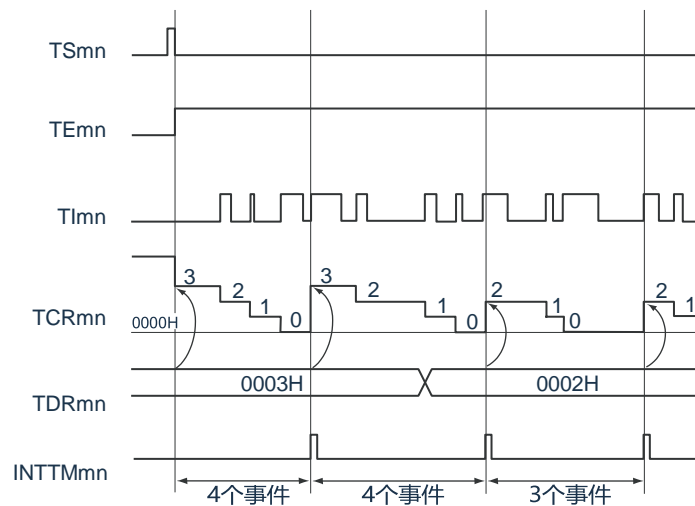 TSmn
TEmn
TImn
TCRmn
3 2 1 0 3 2 1 0 2 1 0 2 1
0000H
TDRmn
0003H 0002H
INTTMmn
4个事件 4个事件 3个事件